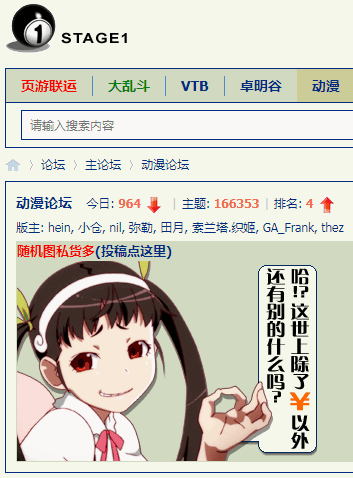 1
STAGE1
页游联运 大乱斗 VTB 卓明谷 动漫
请输入搜索内容
论坛 主论坛 动漫论坛
动漫论坛 今日: 964 主题: 166353 排名: 4
版主: hein, 小仓, nil, 弥勒, 田月, 索兰塔.织姬, GA_Frank, thez
随机图私货多(投稿点这里)
哈!?这世上除了¥以外
还有别的什么吗?